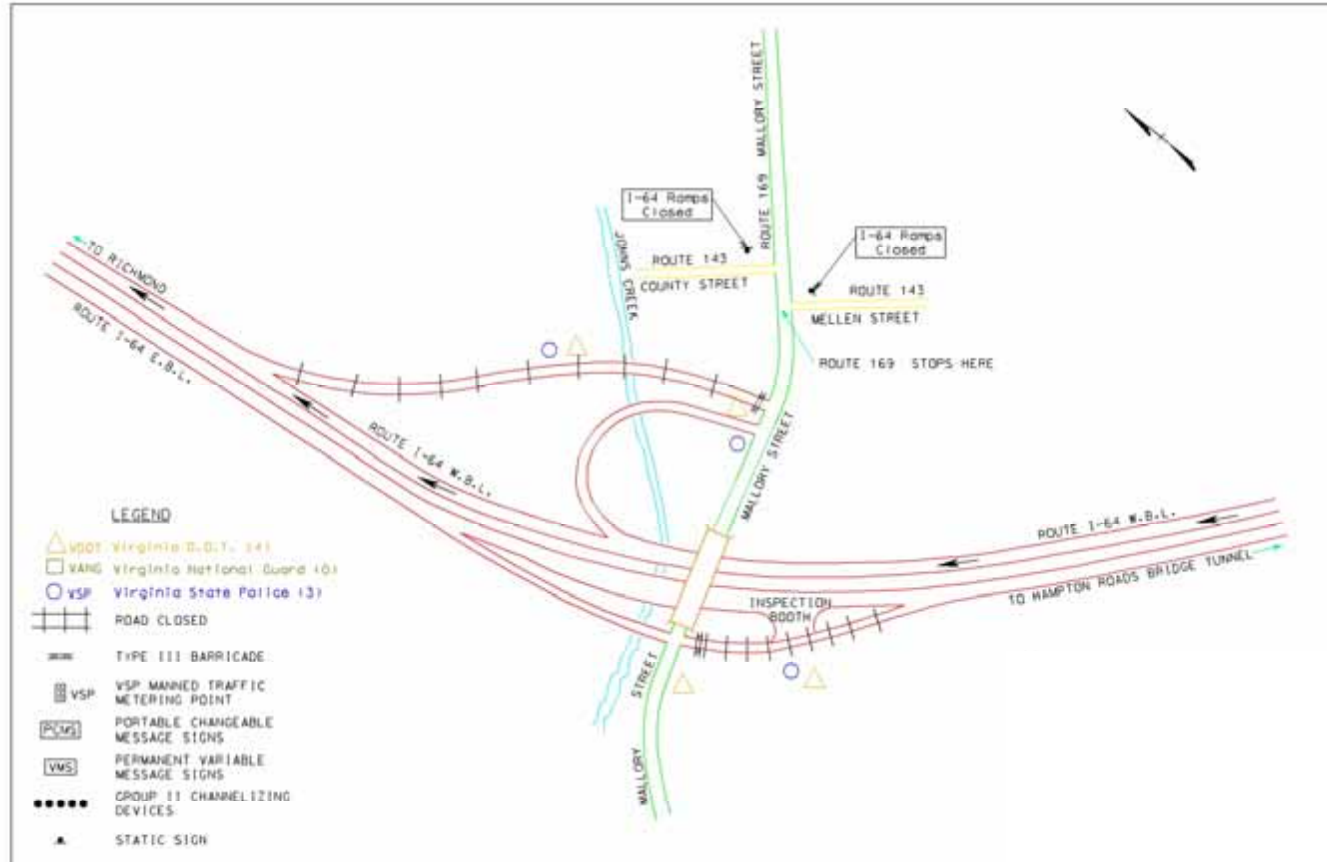 ROUTE 169 MALLORY STREET
I-64 Ramps
Closed
I-64 Ramps
Closed
JOHNS CREEK
ROUTE 143
COUNTY STREET
ROUTE 143
MELLEN STREET
ROUTE 169 STOPS HERE
TO RICHMOND
ROUTE I-64 E.B.L.
ROUTE I-64 W.B.L.
MALLORY STREET
ROUTE I-64 W.B.L.
TO HAMPTON ROADS BRIDGE TUNNEL
INSPECTION
BOOTH
MALLORY STREET
LEGEND
VDOT Virginia D.O.T. (4)
VANG Virginia National Guard (0)
VSP Virginia State Police (3)
ROAD CLOSED
TYPE III BARRICADE
VSP VSP MANNED TRAFFIC
METERING POINT
PCMS PORTABLE CHANGEABLE
MESSAGE SIGNS
VMS PERMANENT VARIABLE
MESSAGE SIGNS
GROUP II CHANNELIZING
DEVICES
STATIC SIGN